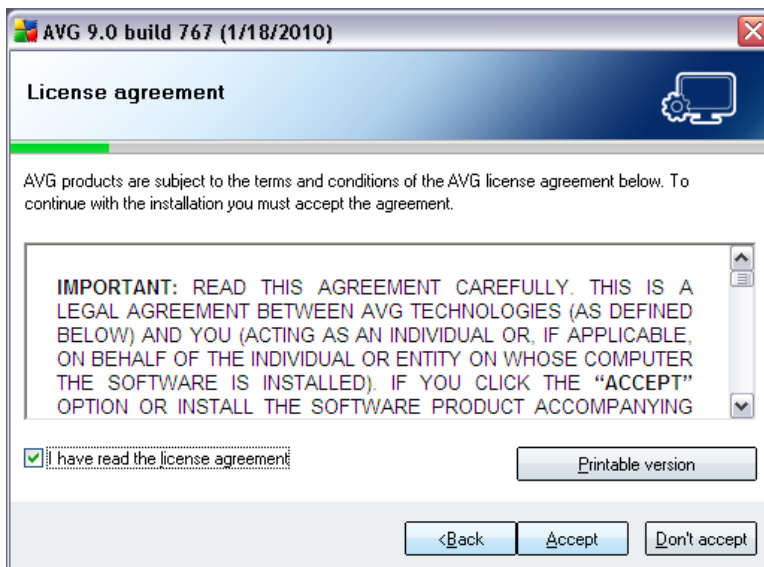 AVG 9.0 build 767 (1/18/2010)
License agreement
AVG products are subject to the terms and conditions of the AVG license agreement below. To
continue with the installation you must accept the agreement.
IMPORTANT: READ THIS AGREEMENT CAREFULLY. THIS IS A
LEGAL AGREEMENT BETWEEN AVG TECHNOLOGIES (AS DEFINED
BELOW) AND YOU (ACTING AS AN INDIVIDUAL OR, IF APPLICABLE,
ON BEHALF OF THE INDIVIDUAL OR ENTITY ON WHOSE COMPUTER
THE SOFTWARE IS INSTALLED). IF YOU CLICK THE “ACCEPT”
OPTION OR INSTALL THE SOFTWARE PRODUCT ACCOMPANYING
I have read the license agreement
Printable version
<Back
Accept
Don't accept